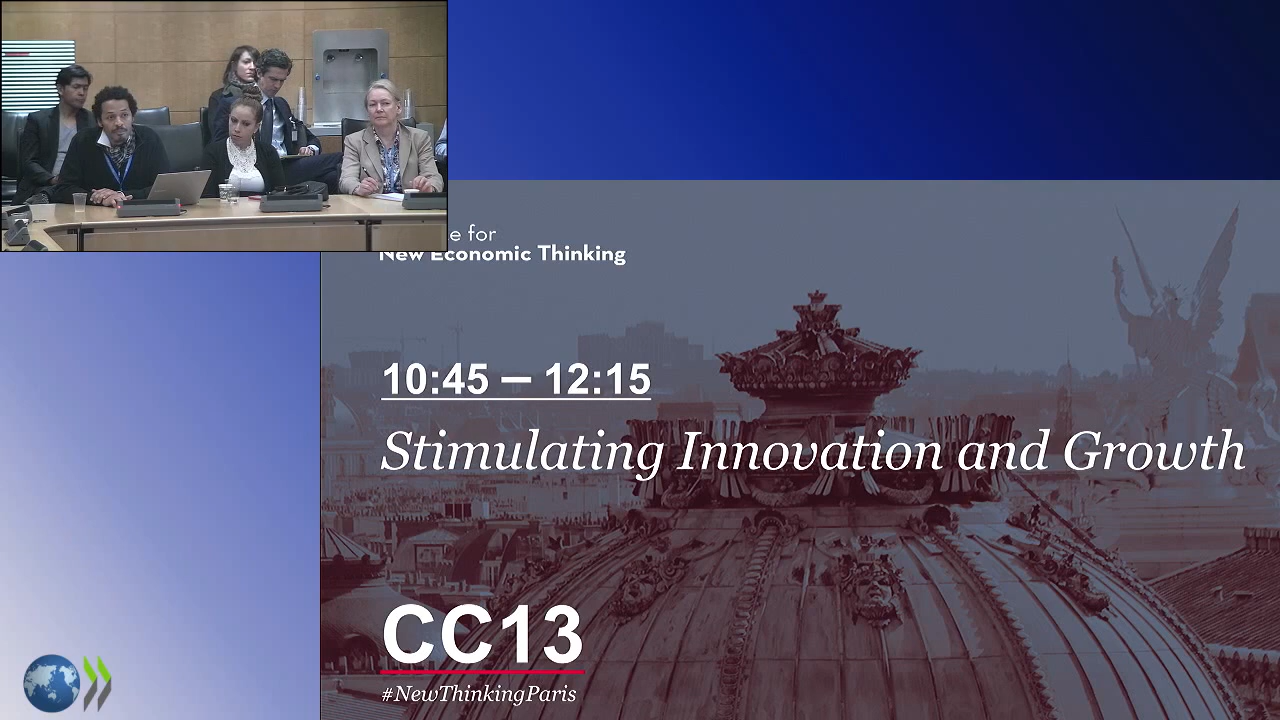 e for
New Economic Thinking
10:45 – 12:15
Stimulating Innovation and Growth
CC13
#NewThinkingParis